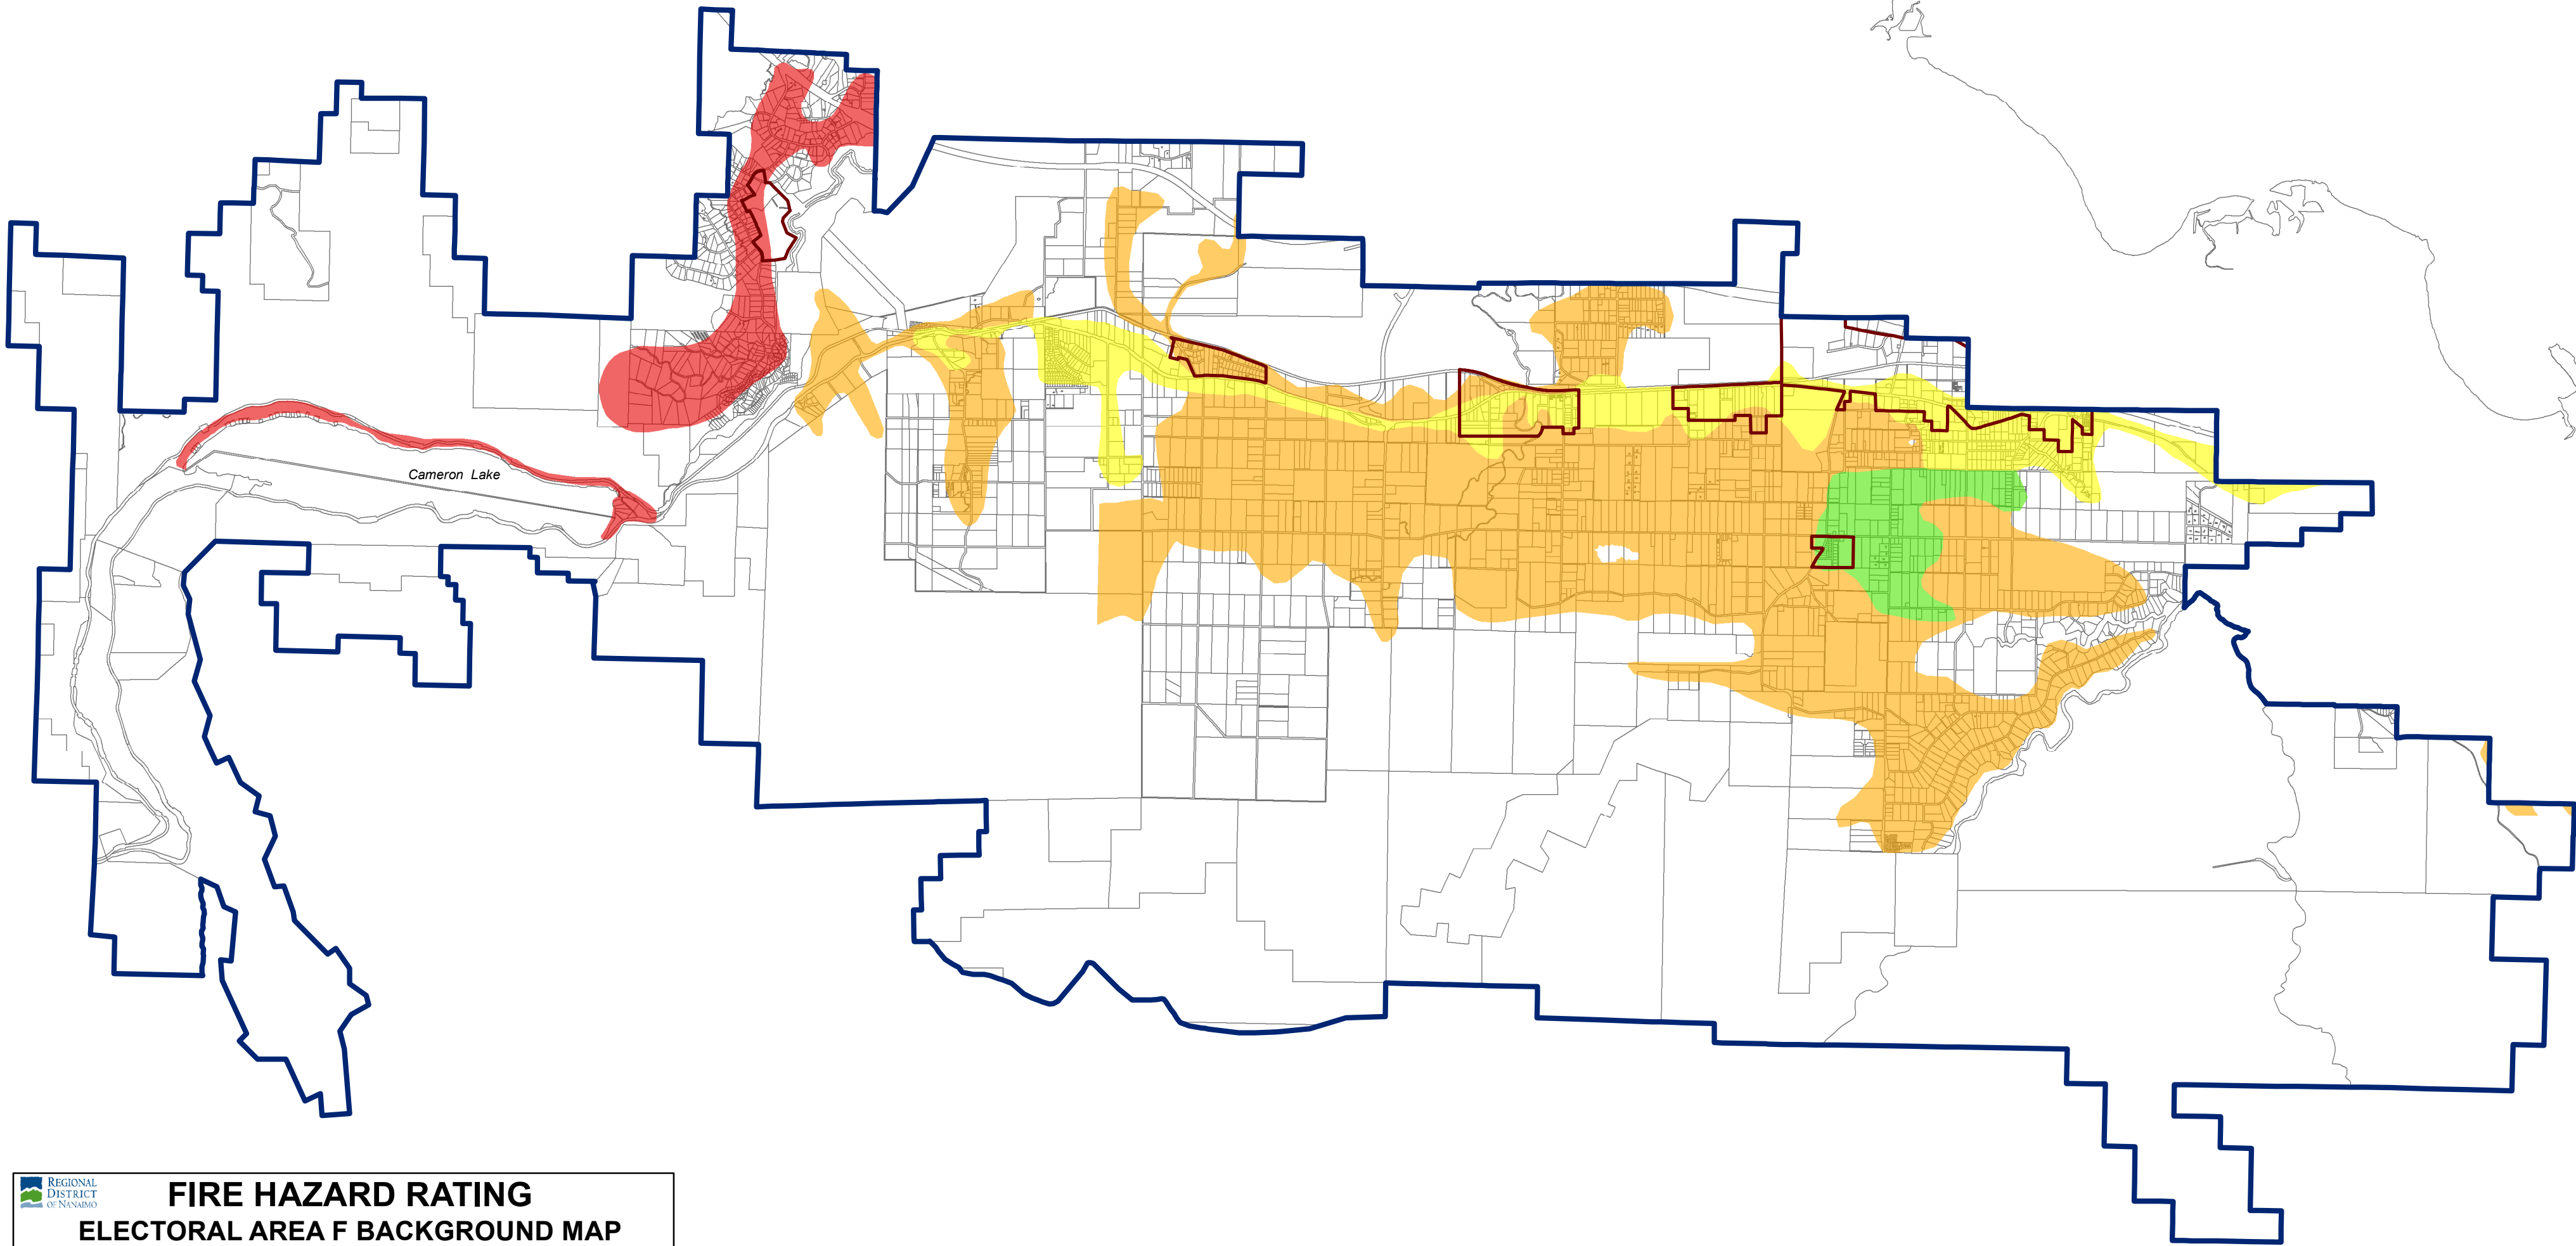 Cameron Lake
REGIONAL
DISTRICT
OF NANAIMO
FIRE HAZARD RATING
ELECTORAL AREA F BACKGROUND MAP